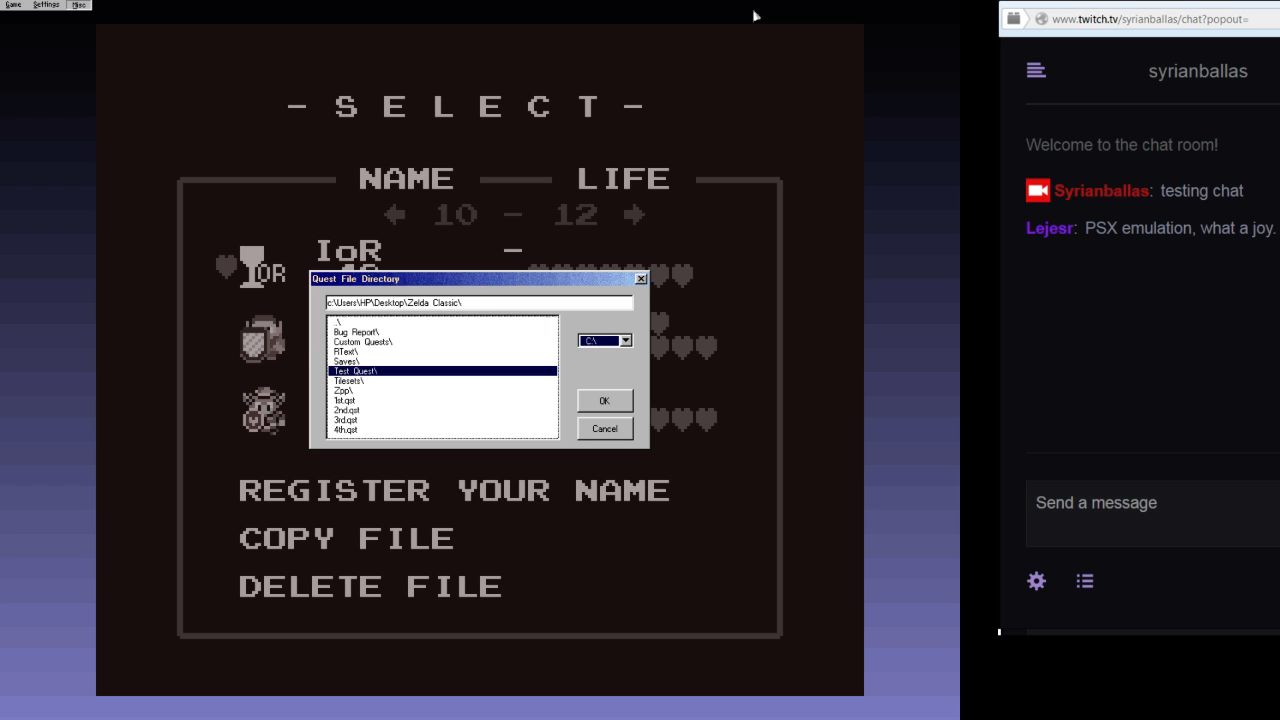 Game Settings Misc
- S E L E C T -
NAME LIFE
10 - 12
IoR -
IOR
Quest File Directory
c:\Users\HP\Desktop\Zelda Classic\
..\
Bug Report\
Custom Quests\
RText\
Saves\
Test Quest\
Tilesets\
Zpp\
1st.qst
2nd.qst
3rd.qst
4th.qst
C:\
OK
Cancel
REGISTER YOUR NAME
COPY FILE
DELETE FILE
www.twitch.tv/syrianballas/chat?popout=
syrianballas
Welcome to the chat room!
Syrianballas: testing chat
Lejesr: PSX emulation, what a joy.
Send a message